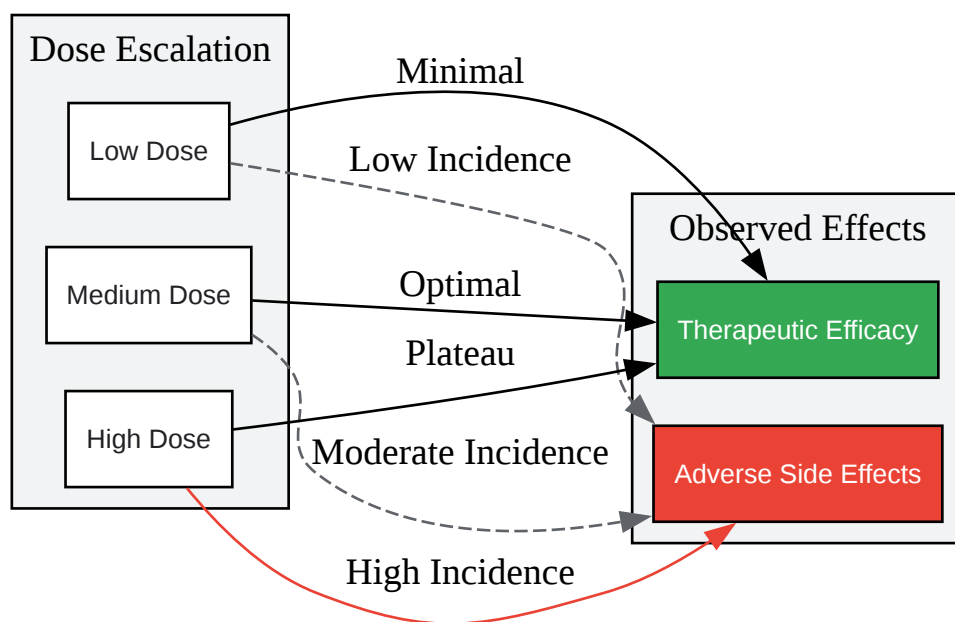 Dose Escalation
Low Dose
Medium Dose
High Dose
Minimal
Low Incidence
Optimal
Plateau
Moderate Incidence
High Incidence
Observed Effects
Therapeutic Efficacy
Adverse Side Effects